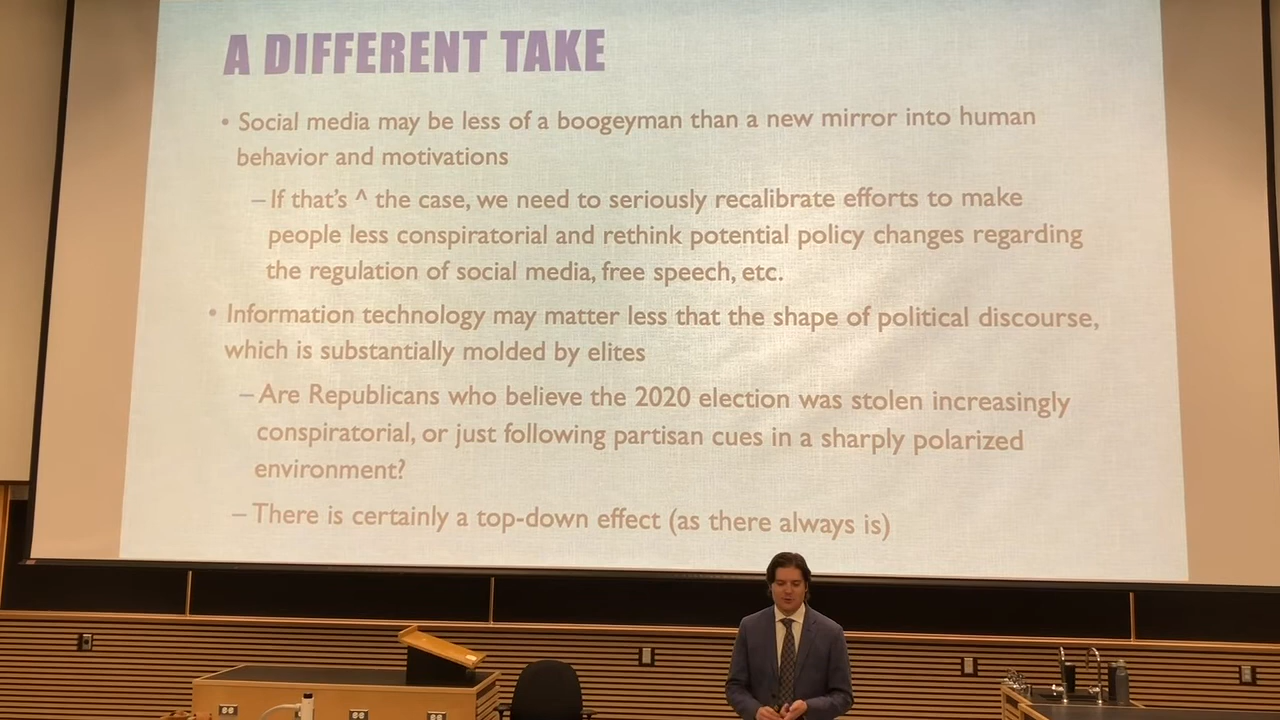 A DIFFERENT TAKE
• Social media may be less of a boogeyman than a new mirror into human
behavior and motivations
– If that's ^ the case, we need to seriously recalibrate efforts to make
people less conspiratorial and rethink potential policy changes regarding
the regulation of social media, free speech, etc.
• Information technology may matter less that the shape of political discourse,
which is substantially molded by elites
– Are Republicans who believe the 2020 election was stolen increasingly
conspiratorial, or just following partisan cues in a sharply polarized
environment?
– There is certainly a top-down effect (as there always is)